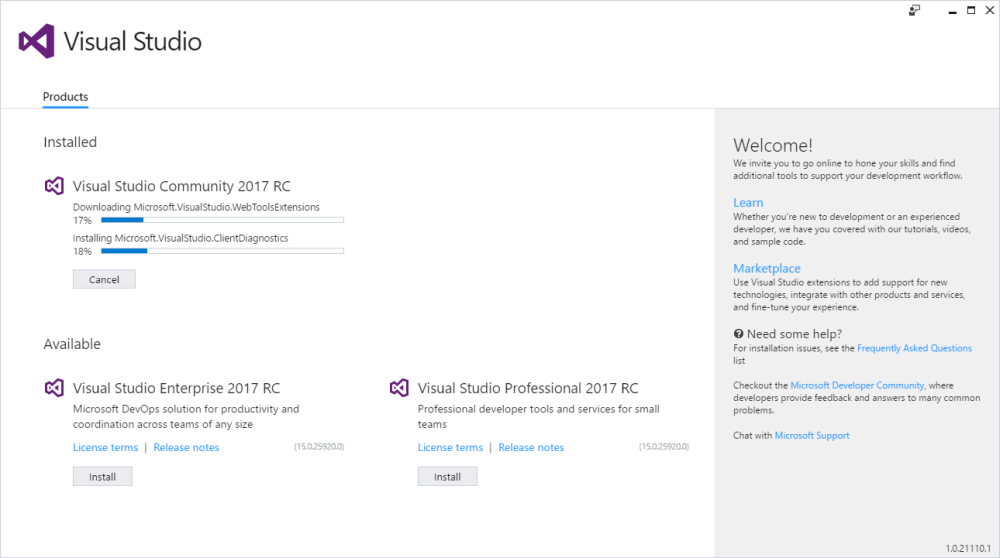 Visual Studio
Products
Installed
Visual Studio Community 2017 RC
Downloading Microsoft.VisualStudio.WebToolsExtensions
17%
Installing Microsoft.VisualStudio.ClientDiagnostics
18%
Cancel
Available
Visual Studio Enterprise 2017 RC
Microsoft DevOps solution for productivity and
coordination across teams of any size
License terms | Release notes (15.0.25920.0)
Install
Visual Studio Professional 2017 RC
Professional developer tools and services for small
teams
License terms | Release notes (15.0.25920.0)
Install
Welcome!
We invite you to go online to hone your skills and find
additional tools to support your development workflow.
Learn
Whether you're new to development or an experienced
developer, we have you covered with our tutorials, videos,
and sample code.
Marketplace
Use Visual Studio extensions to add support for new
technologies, integrate with other products and services,
and fine-tune your experience.
Need some help?
For installation issues, see the Frequently Asked Questions
list
Checkout the Microsoft Developer Community, where
developers provide feedback and answers to many common
problems.
Chat with Microsoft Support
1.0.21110.1